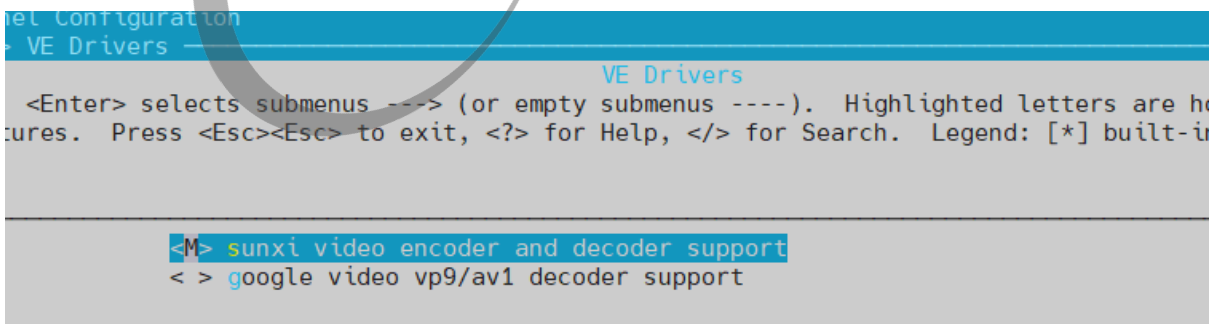 nel Configuration
> VE Drivers
VE Drivers
<Enter> selects submenus ---> (or empty submenus ----). Highlighted letters are ho
tures. Press <Esc><Esc> to exit, <?> for Help, </> for Search. Legend: [*] built-in
<M> sunxi video encoder and decoder support
< > google video vp9/av1 decoder support